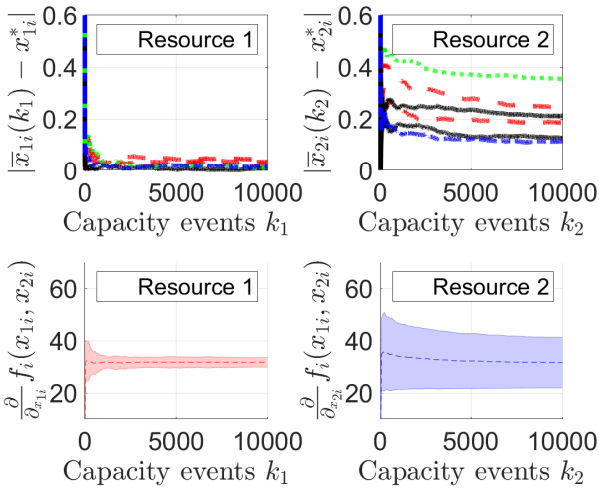 |x̅₁ᵢ(k₁) − x*₁ᵢ|
0.6
0.4
0.2
0
Resource 1
0 5000 10000
Capacity events k₁
|x̅₂ᵢ(k₂) − x*₂ᵢ|
0.6
0.4
0.2
0
Resource 2
0 5000 10000
Capacity events k₂
∂/∂x₁ᵢ fᵢ(x₁ᵢ, x₂ᵢ)
60
40
20
Resource 1
0 5000 10000
Capacity events k₁
∂/∂x₂ᵢ fᵢ(x₁ᵢ, x₂ᵢ)
60
40
20
Resource 2
0 5000 10000
Capacity events k₂